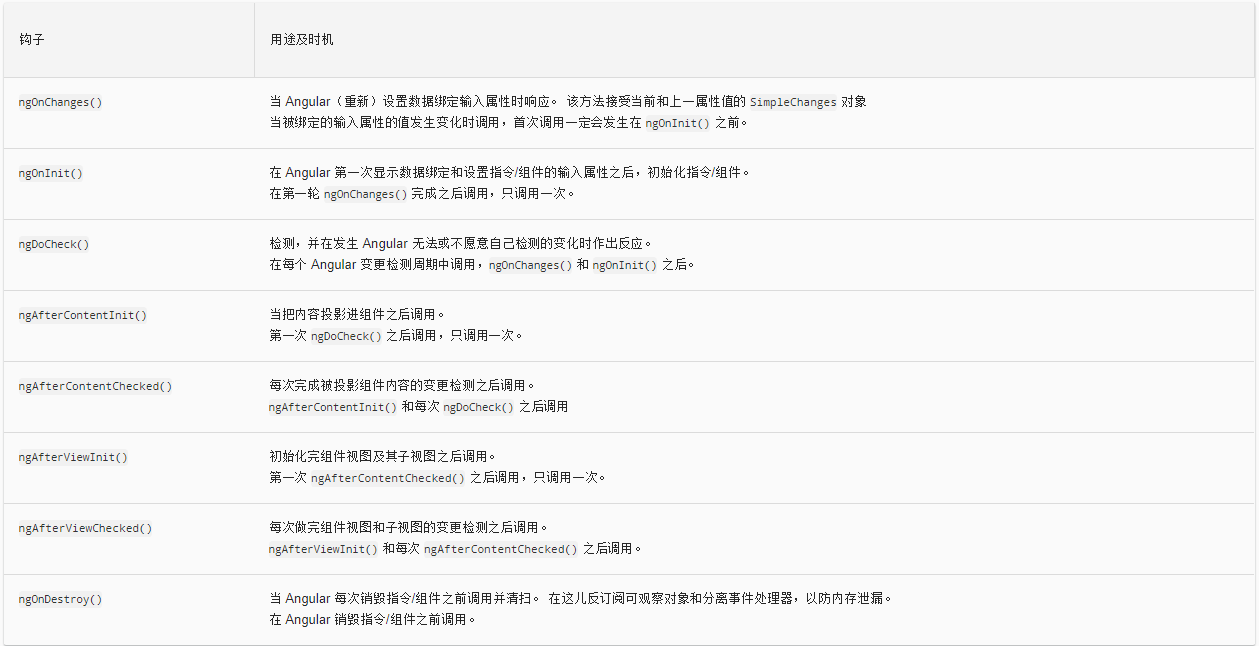 钩子
用途及时机
ngOnChanges()
当 Angular（重新）设置数据绑定输入属性时响应。 该方法接受当前和上一属性值的 SimpleChanges 对象
当被绑定的输入属性的值发生变化时调用，首次调用一定会发生在 ngOnInit() 之前。
ngOnInit()
在 Angular 第一次显示数据绑定和设置指令/组件的输入属性之后，初始化指令/组件。
在第一轮 ngOnChanges() 完成之后调用，只调用一次。
ngDoCheck()
检测，并在发生 Angular 无法或不愿意自己检测的变化时作出反应。
在每个 Angular 变更检测周期中调用，ngOnChanges() 和 ngOnInit() 之后。
ngAfterContentInit()
当把内容投影进组件之后调用。
第一次 ngDoCheck() 之后调用，只调用一次。
ngAfterContentChecked()
每次完成被投影组件内容的变更检测之后调用。
ngAfterContentInit() 和每次 ngDoCheck() 之后调用
ngAfterViewInit()
初始化完组件视图及其子视图之后调用。
第一次 ngAfterContentChecked() 之后调用，只调用一次。
ngAfterViewChecked()
每次做完组件视图和子视图的变更检测之后调用。
ngAfterViewInit() 和每次 ngAfterContentChecked() 之后调用。
ngOnDestroy()
当 Angular 每次销毁指令/组件之前调用并清扫。 在这儿反订阅可观察对象和分离事件处理器，以防内存泄漏。
在 Angular 销毁指令/组件之前调用。